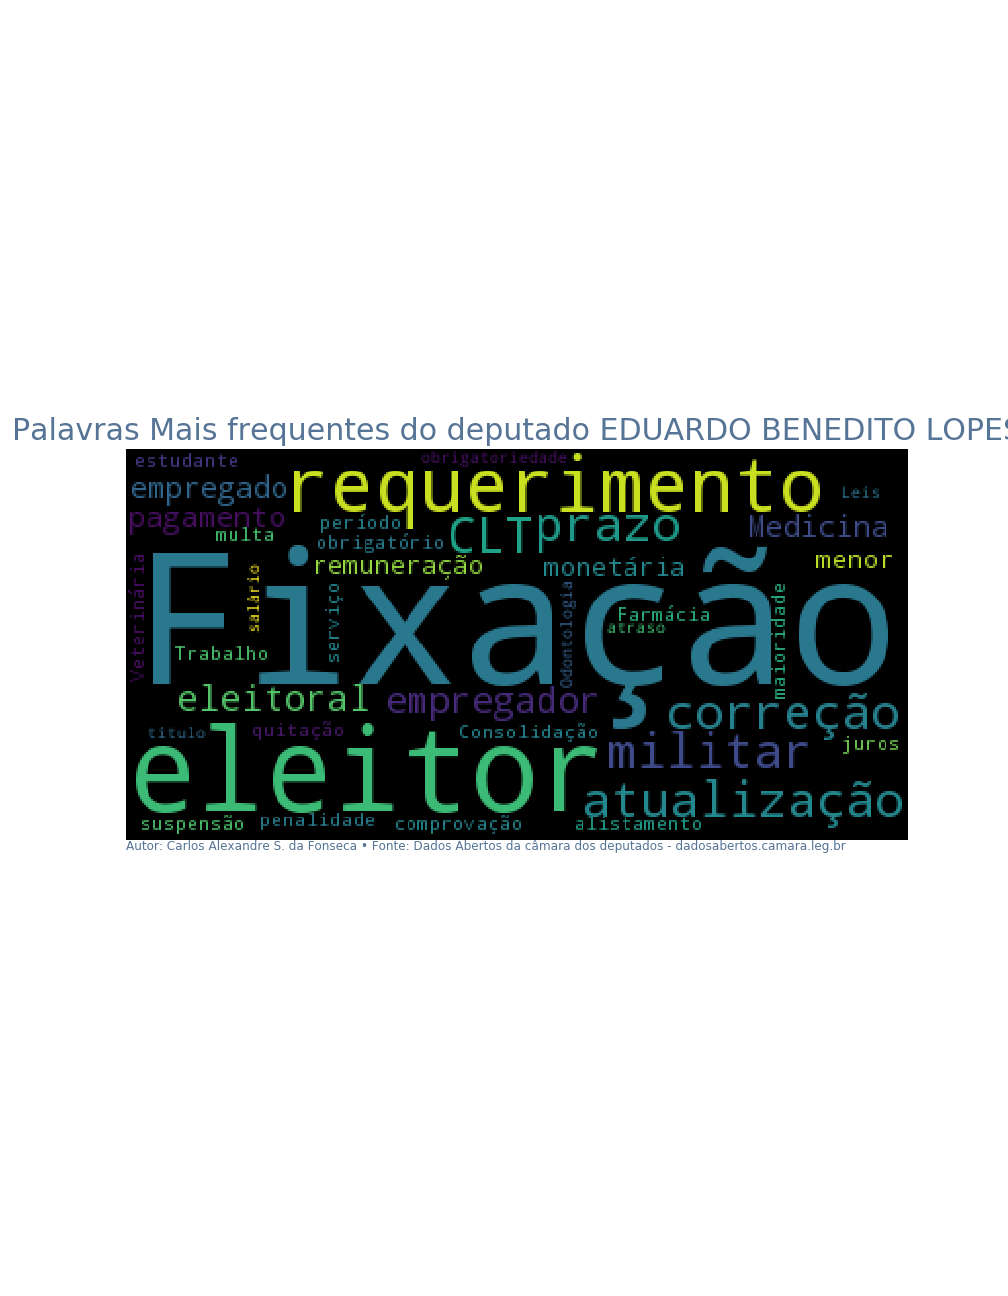 Palavras Mais frequentes do deputado EDUARDO BENEDITO LOPES
estudante
obrigatoriedade
empregado
requerimento
Leis
pagamento
período
CLT
prazo
Medicina
multa
obrigatório
remuneração
monetária
menor
Fixação
Veterinária
salário
serviço
Odontologia
Farmácia
atraso
maioridade
Trabalho
eleitoral
empregador
correção
título
quitação
Consolidação
eleitor
militar
juros
atualização
suspensão
penalidade
comprovação
alistamento
Autor: Carlos Alexandre S. da Fonseca • Fonte: Dados Abertos da câmara dos deputados - dadosabertos.camara.leg.br